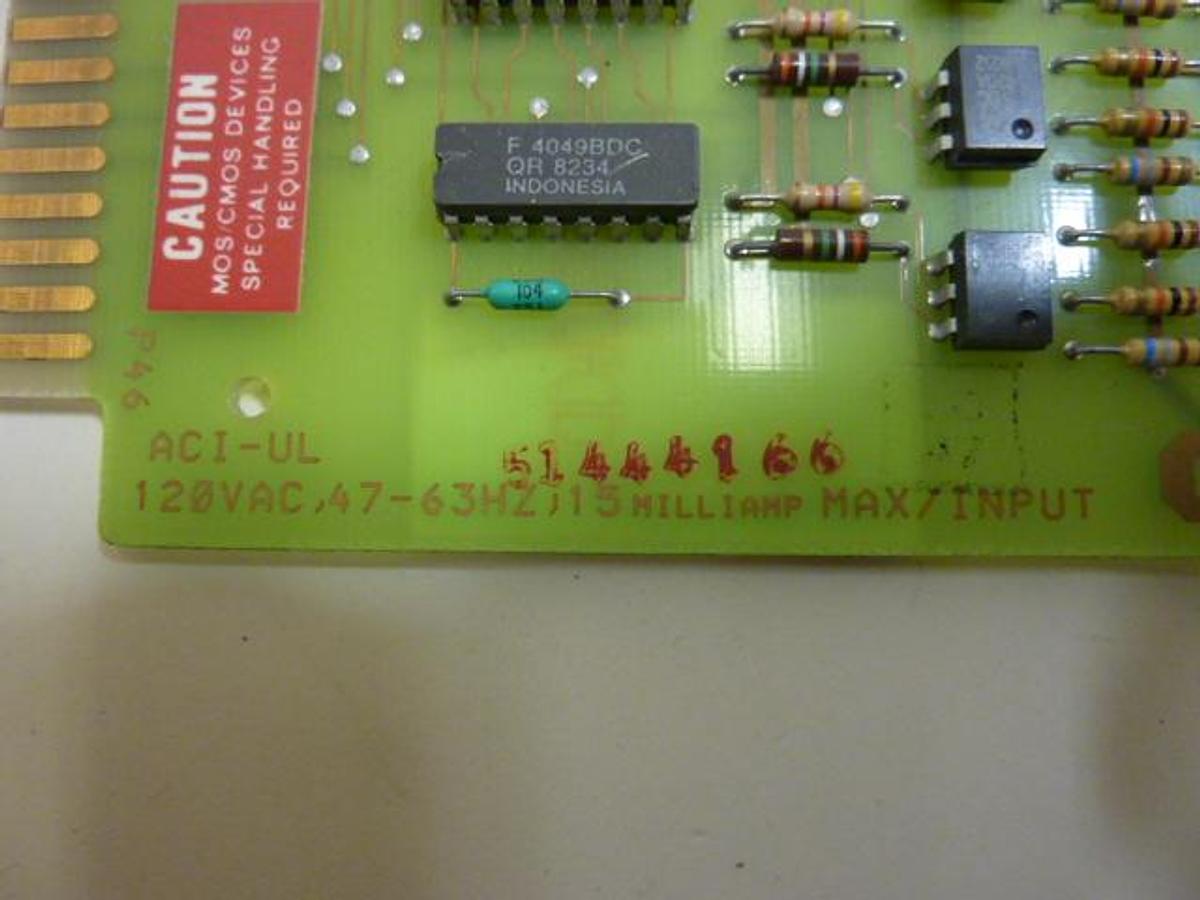 CAUTION
MOS/CMOS DEVICES
SPECIAL HANDLING
REQUIRED
F 4049BDC
QR 8234
INDONESIA
104
P46
ACI-UL
51444166
120VAC,47-63HZ,15 MILLIAMP MAX/INPUT